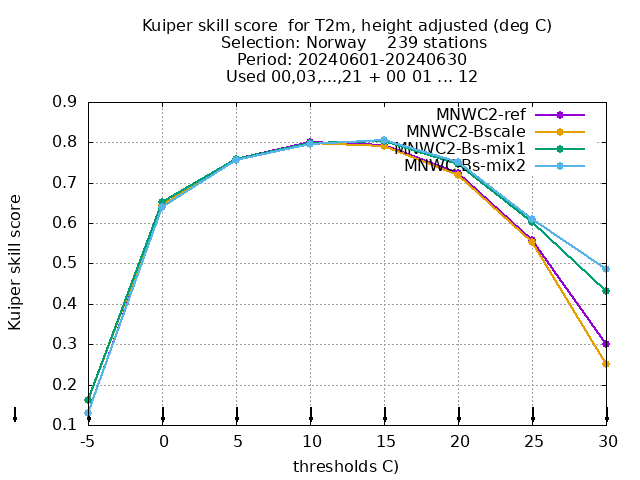 Kuiper skill score  for T2m, height adjusted (deg C)
Selection: Norway    239 stations
Period: 20240601-20240630
Used 00,03,...,21 + 00 01 ... 12
MNWC2-ref
MNWC2-Bscale
MNWC2-Bs-mix1
MNWC2-Bs-mix2
Kuiper skill score
0.9
0.8
0.7
0.6
0.5
0.4
0.3
0.2
0.1
-5
0
5
10
15
20
25
30
thresholds C)